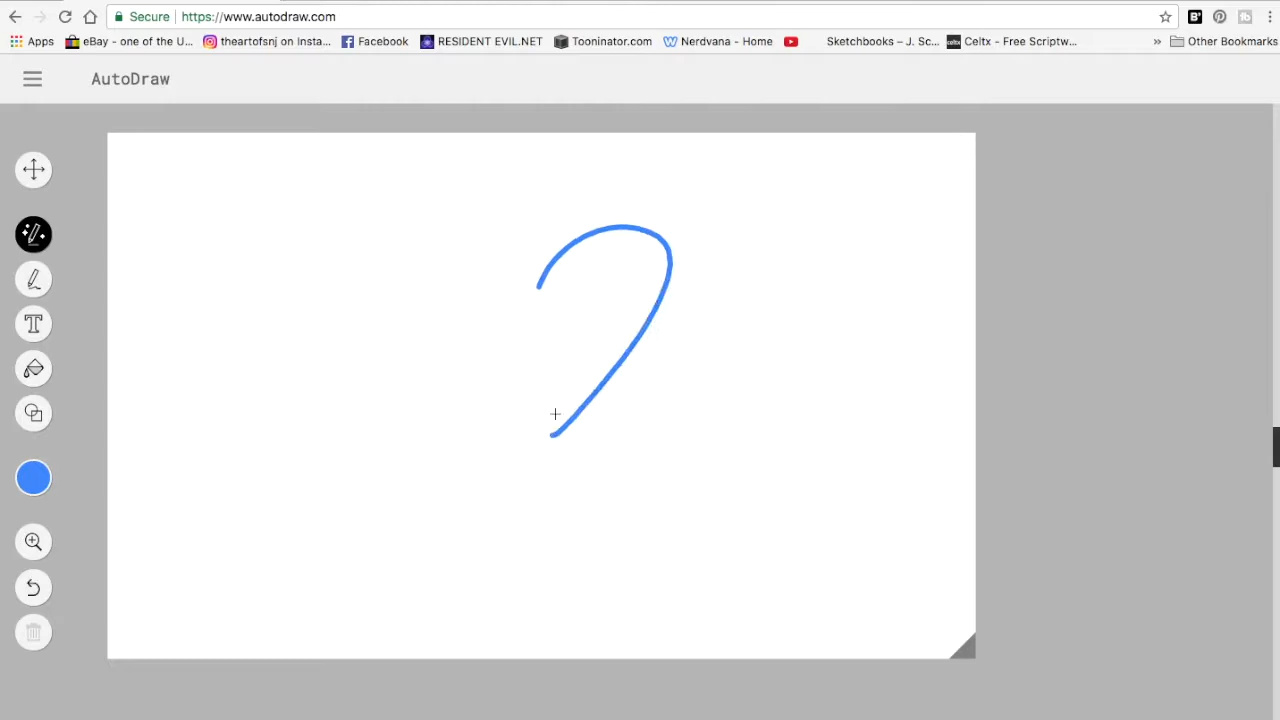 Secure https://www.autodraw.com
Apps eBay - one of the U... theartofsnj on Insta... Facebook RESIDENT EVIL.NET Tooninator.com Nerdvana - Home Sketchbooks – J. Sc... Celtx - Free Scriptw... » Other Bookmarks
AutoDraw
T